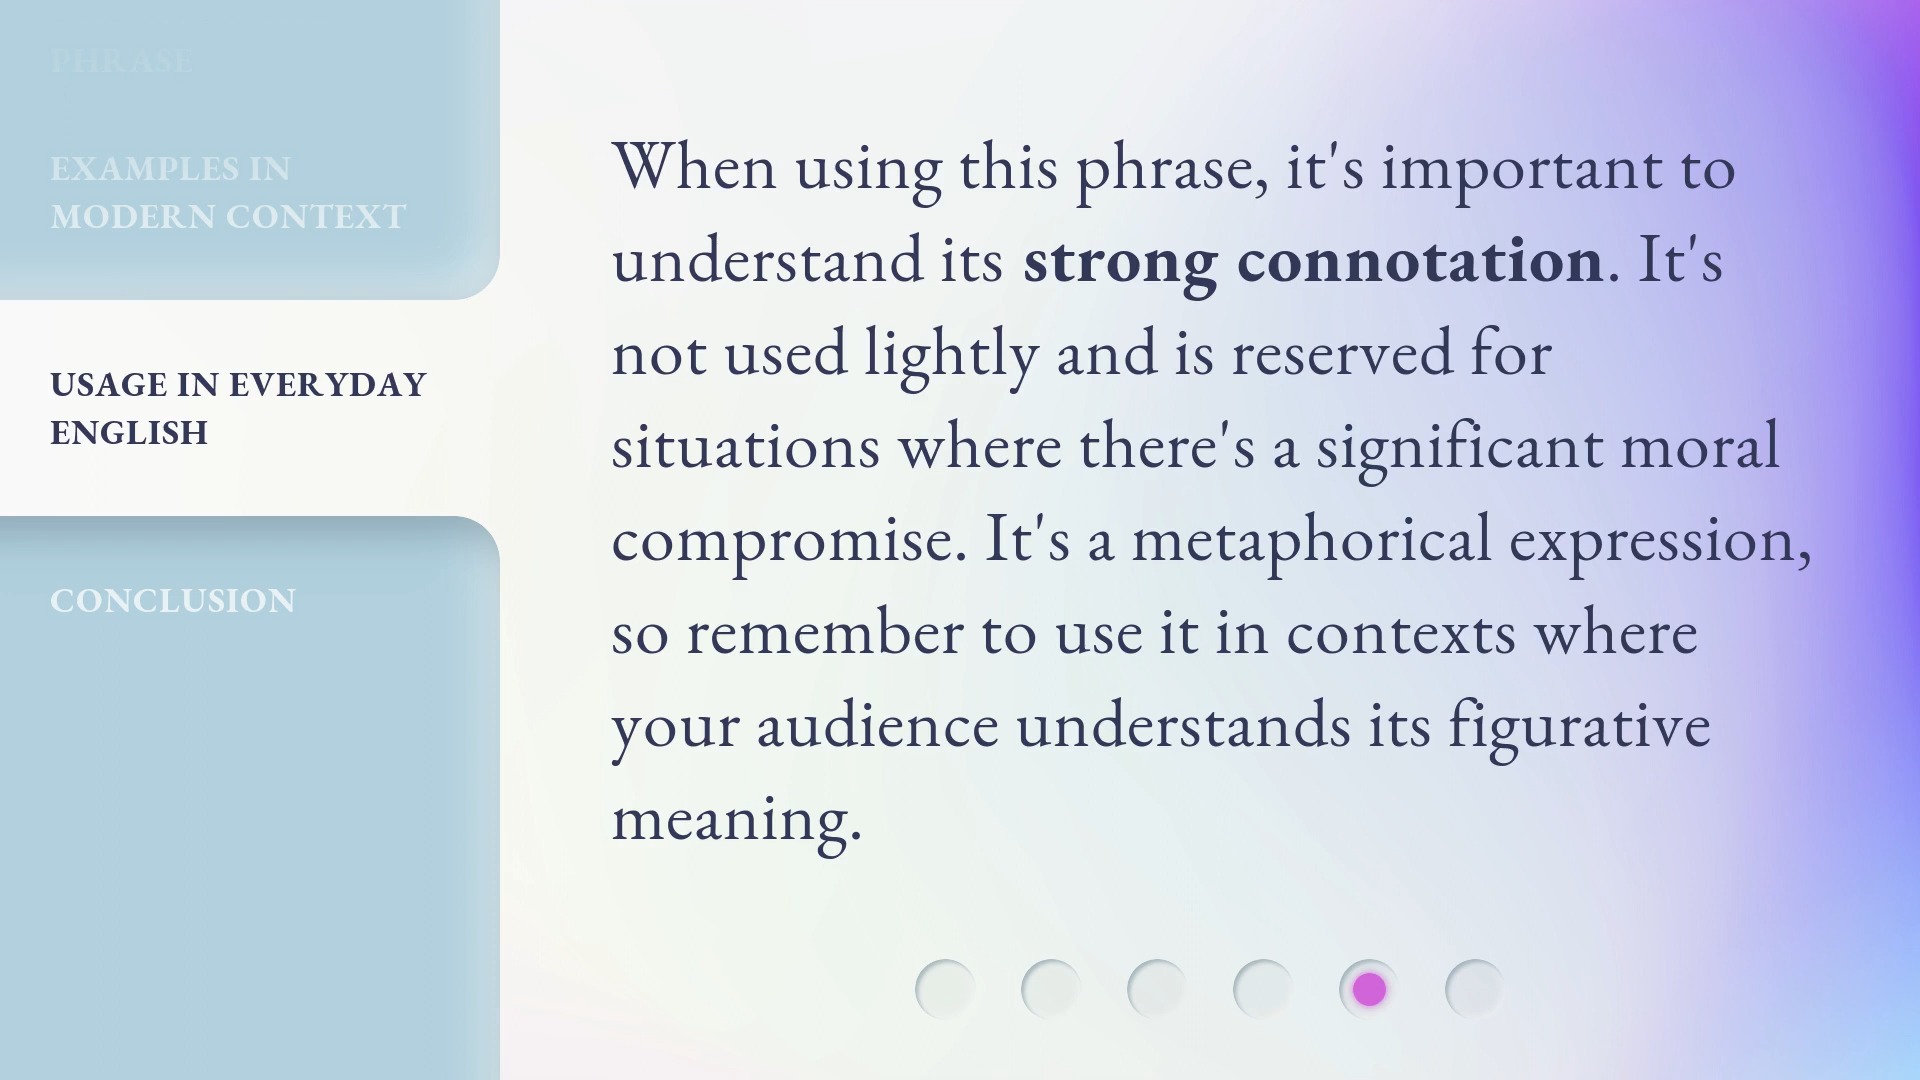 PHRASE
EXAMPLES IN
MODERN CONTEXT
USAGE IN EVERYDAY
ENGLISH
CONCLUSION
When using this phrase, it's important to
understand its strong connotation. It's
not used lightly and is reserved for
situations where there's a significant moral
compromise. It's a metaphorical expression,
so remember to use it in contexts where
your audience understands its figurative
meaning.